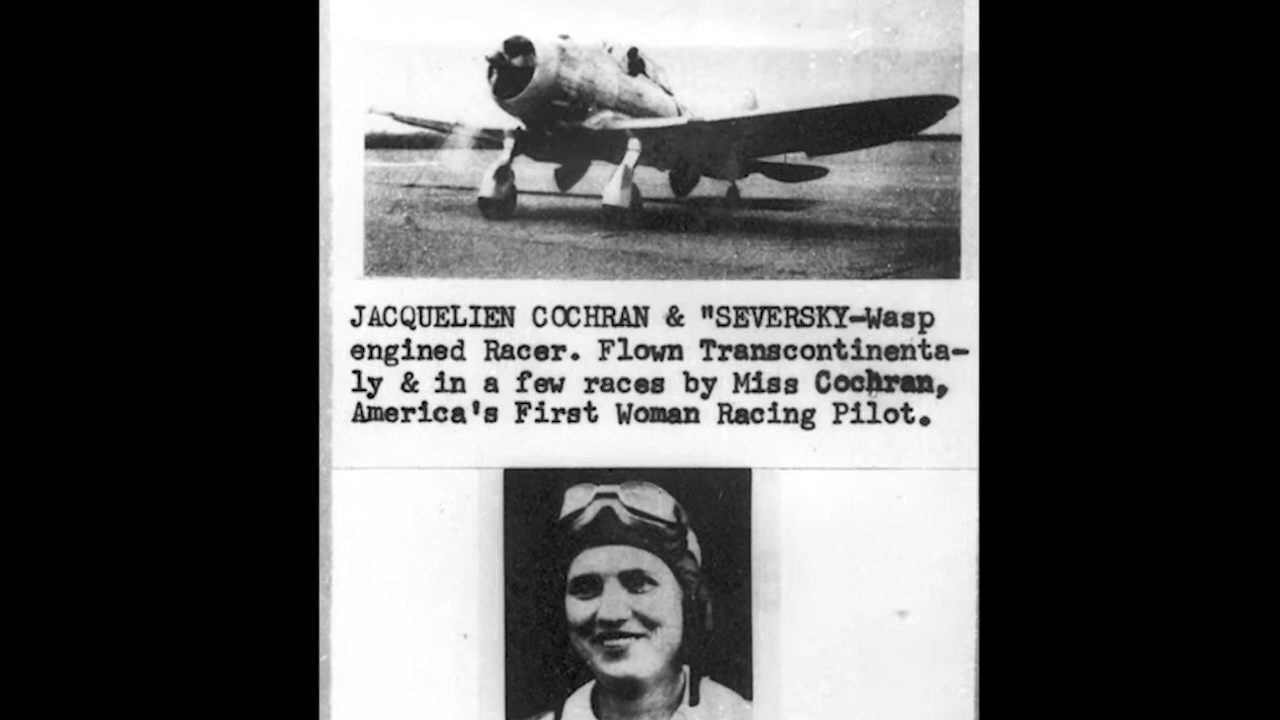 JACQUELIEN COCHRAN & "SEVERSKY-Wasp
engined Racer. Flown Transcontinenta-
ly & in a few races by Miss Cochran,
America's First Woman Racing Pilot.